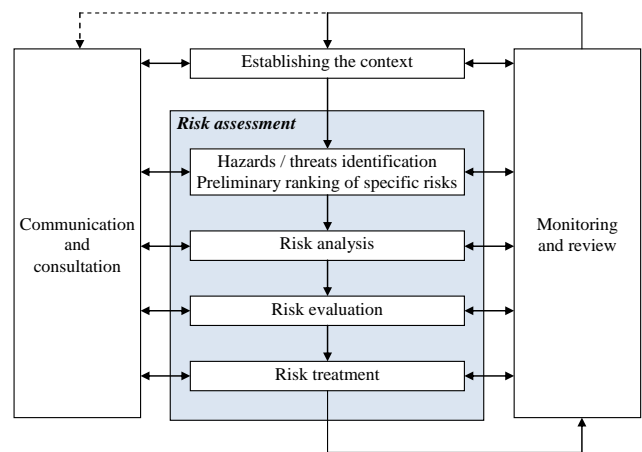 Establishing the context
Risk assessment
Hazards / threats identification
Preliminary ranking of specific risks
Communication
and
consultation
Risk analysis
Monitoring
and review
Risk evaluation
Risk treatment